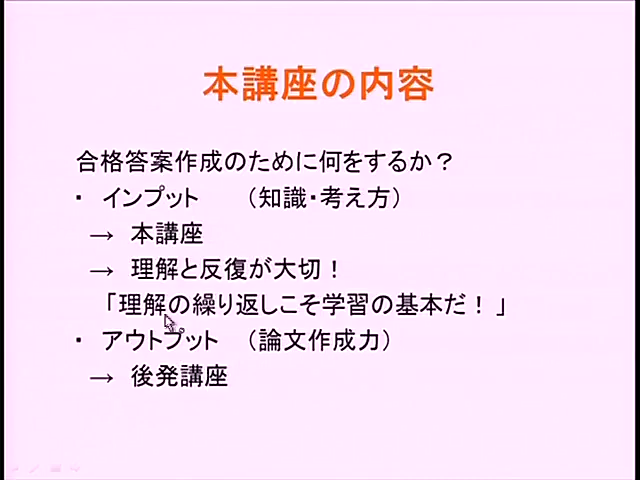 本講座の内容
合格答案作成のために何をするか？
・ インプット　（知識・考え方）
→ 本講座
→ 理解と反復が大切！
「理解の繰り返しこそ学習の基本だ！」
・ アウトプット　（論文作成力）
→ 後発講座